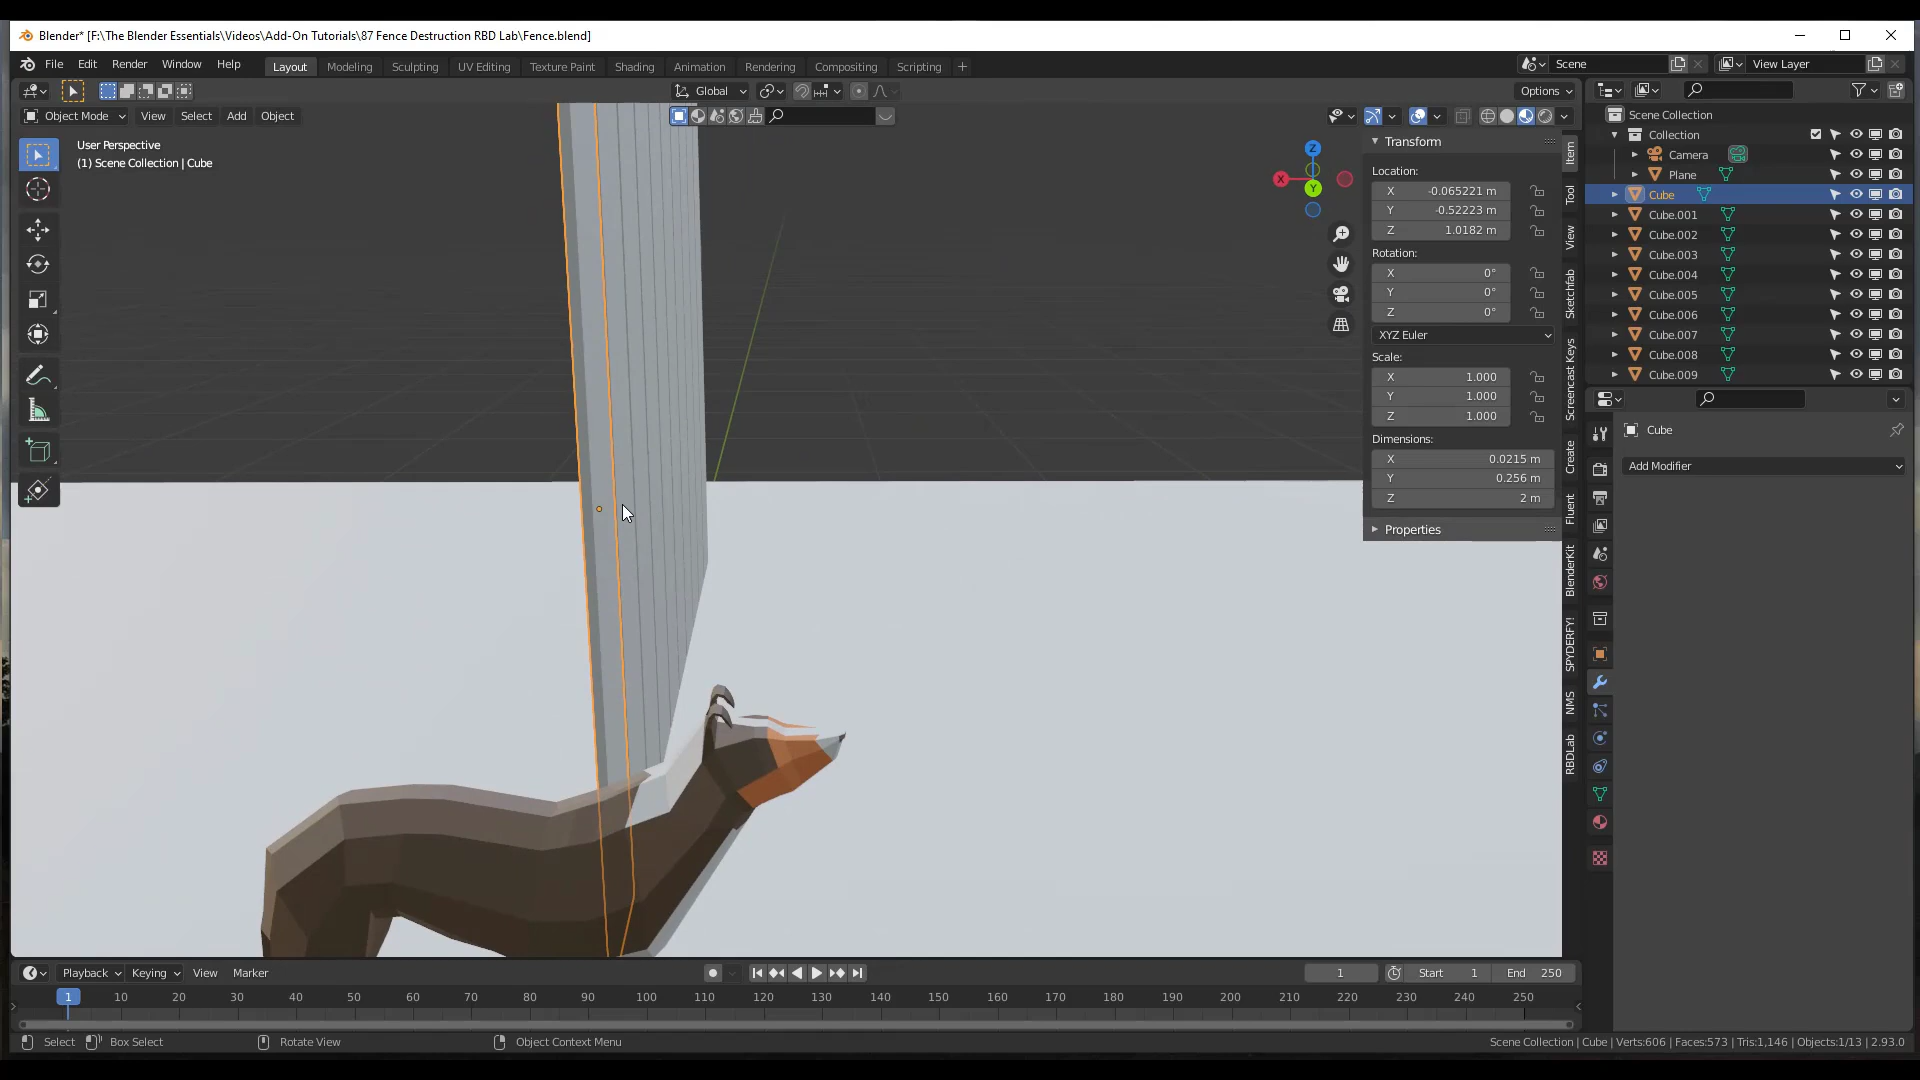 Blender* [F:\The Blender Essentials\Videos\Add-On Tutorials\87 Fence Destruction RBD Lab\Fence.blend]
File Edit Render Window Help Layout Modeling Sculpting UV Editing Texture Paint Shading Animation Rendering Compositing Scripting + Scene View Layer
Global Options
Object Mode View Select Add Object
User Perspective
(1) Scene Collection | Cube
Z
X
Y
Transform
Location:
X -0.065221 m
Y -0.52223 m
Z 1.0182 m
Rotation:
X 0°
Y 0°
Z 0°
XYZ Euler
Scale:
X 1.000
Y 1.000
Z 1.000
Dimensions:
X 0.0215 m
Y 0.256 m
Z 2 m
Properties
Item
Tool
View
Sketchfab
Screencast Keys
Create
Fluent
BlenderKit
SPYDERFY!
NMS
RBDLab
Scene Collection
Collection
Camera
Plane
Cube
Cube.001
Cube.002
Cube.003
Cube.004
Cube.005
Cube.006
Cube.007
Cube.008
Cube.009
Cube
Add Modifier
Playback Keying View Marker 1 Start 1 End 250
1 10 20 30 40 50 60 70 80 90 100 110 120 130 140 150 160 170 180 190 200 210 220 230 240 250
Select Box Select Rotate View Object Context Menu Scene Collection | Cube | Verts:606 | Faces:573 | Tris:1,146 | Objects:1/13 | 2.93.0